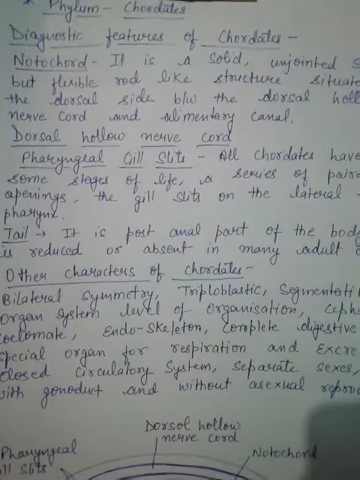 * Phylum - Chordates
Diagnostic features of Chordates -
Notochord - It is a solid, unjointed
but flexible rod like structure situate
the dorsal side b/w the dorsal holl
nerve cord and alimentary canal.
Dorsal hollow nerve cord
Pharyngeal Gill Slits - All chordates have
some stages of life, a series of paire
openings, the gill slits on the lateral
pharynx.
Tail → It is post anal part of the body
is reduced or absent in many adult
Other characters of chordates -
Bilateral Symmetry, Triploblastic, Segmentati
Organ System level of Organisation, Ceph
coelomate, Endo-Skeleton, Complete digestive
special organ for respiration and Excre
closed Circulatory System, Separate sexes,
with gonoduct and without asexual reprod
Dorsol hollow
nerve cord
Pharyngeal
ill slits
Notochord